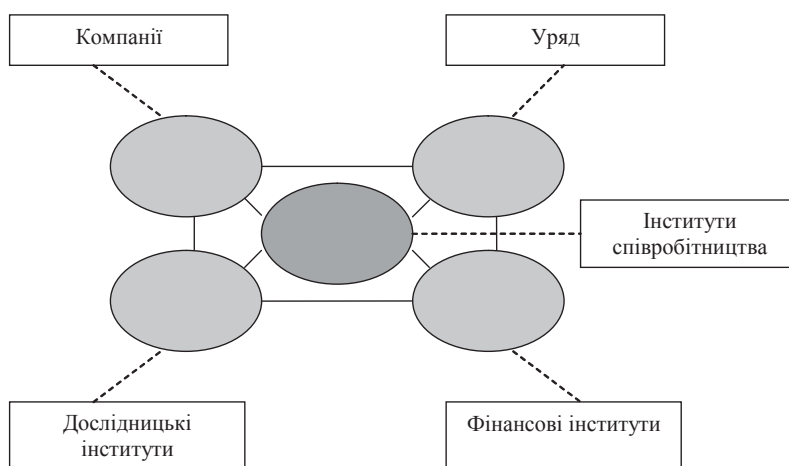 Компанії
Уряд
Інститути
співробітництва
Дослідницькі
інститути
Фінансові інститути